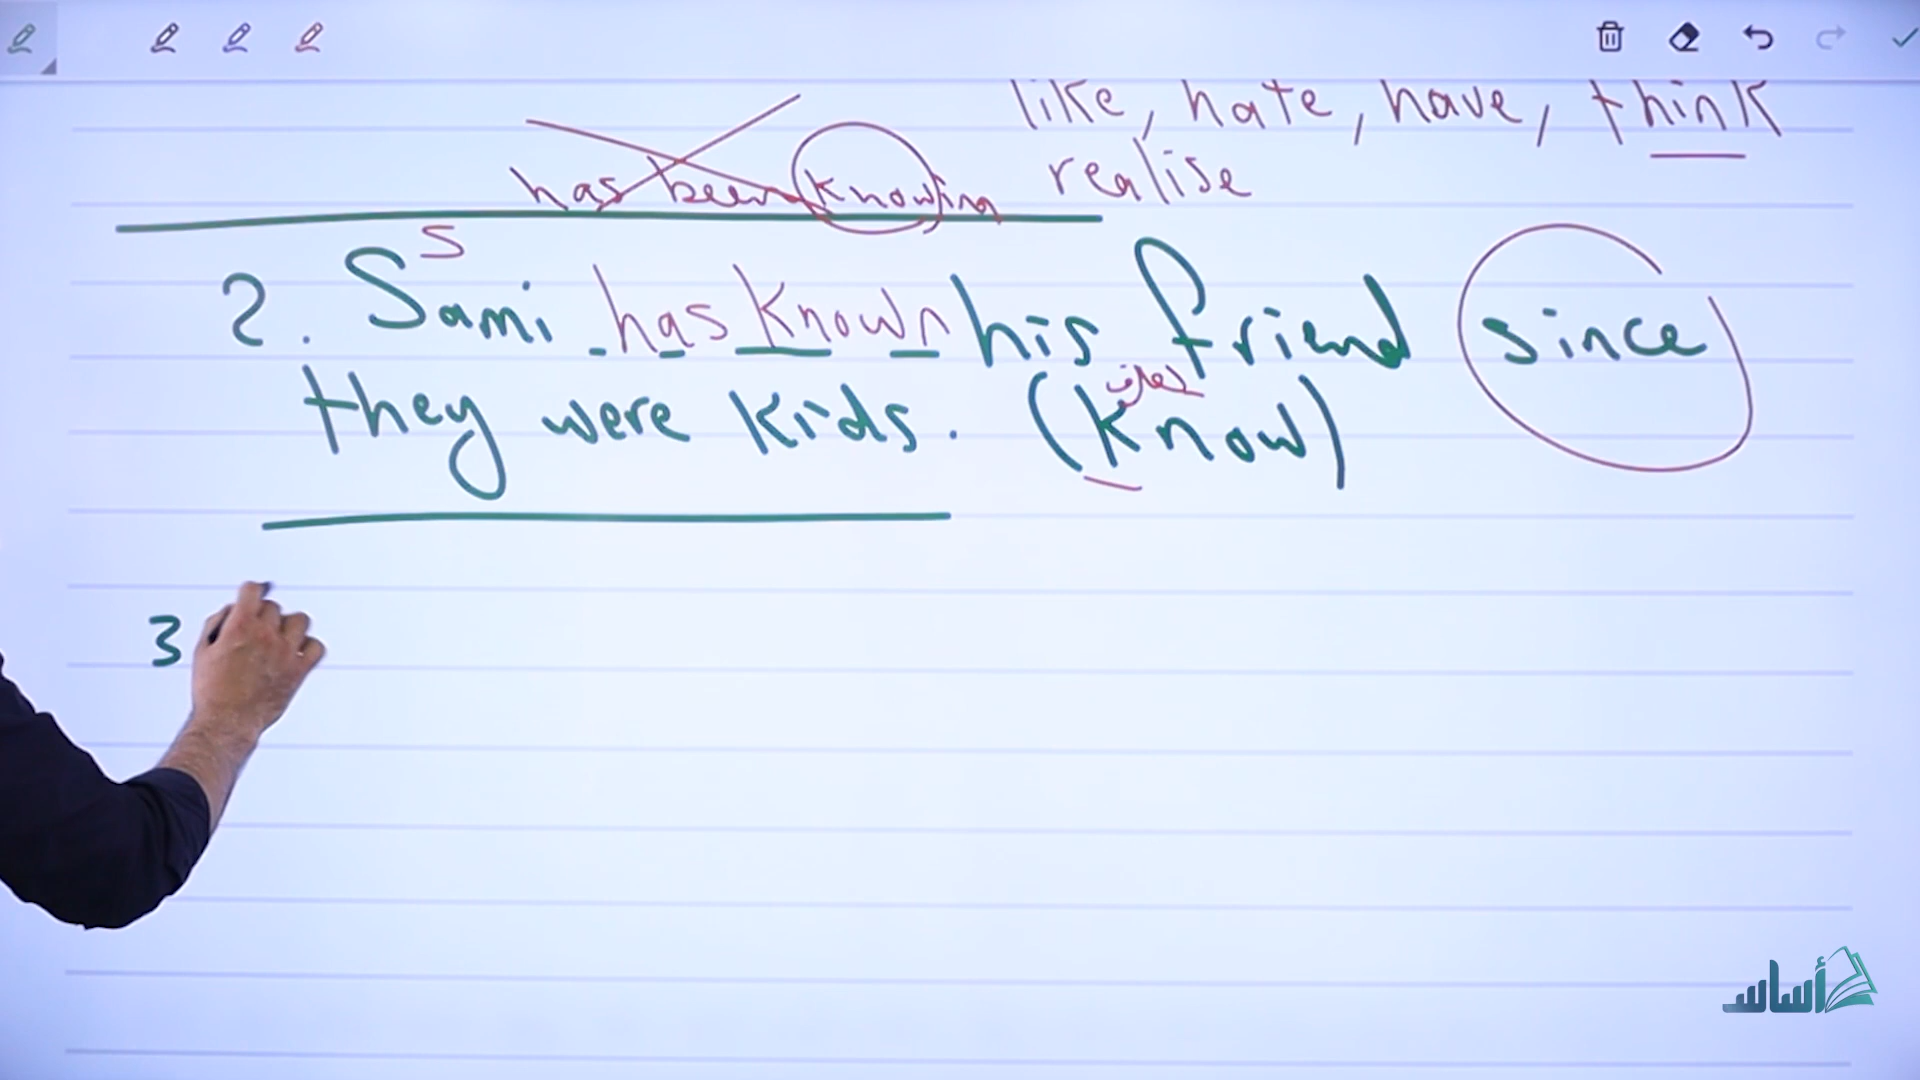 like, hate, have, think
has been knowing realise
S
2. Sami has known his friend since
يعرف
they were kids. (know)
3
أساس